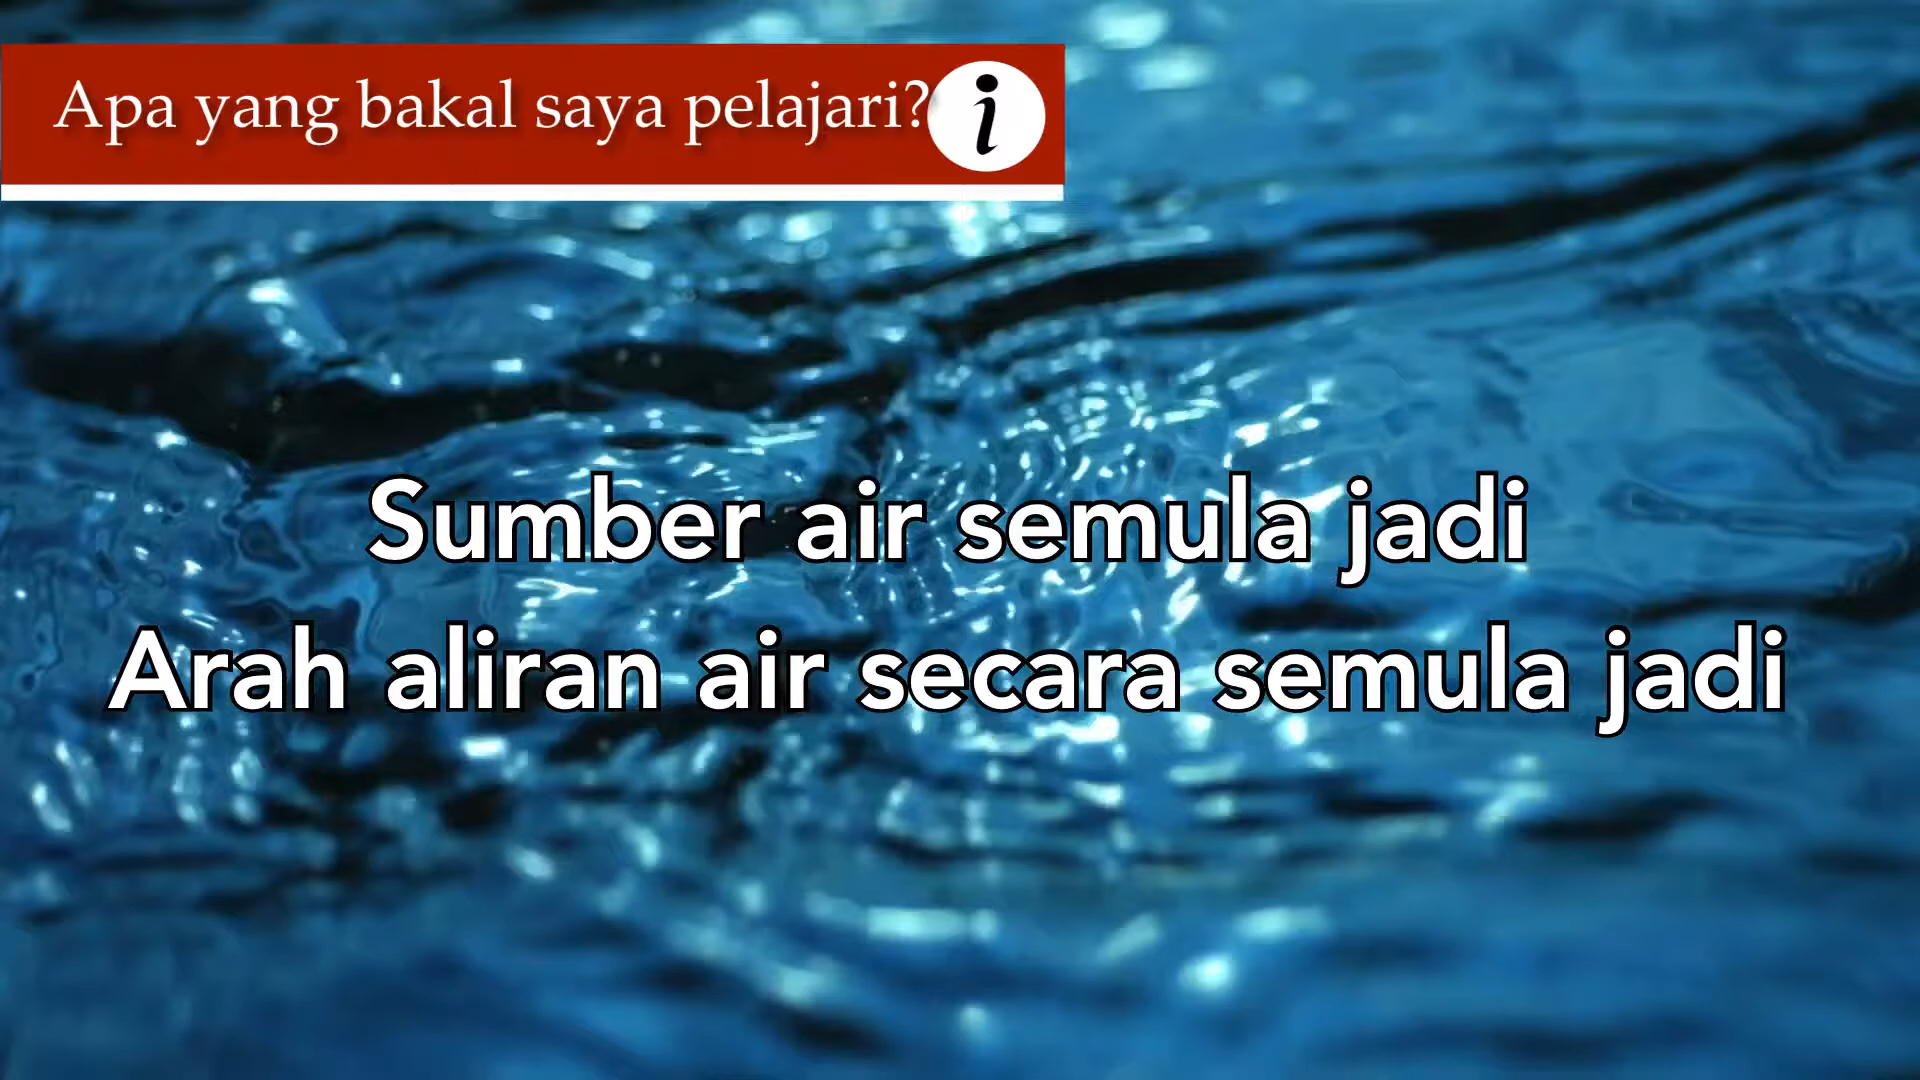 Apa yang bakal saya pelajari? i
Sumber air semula jadi
Arah aliran air secara semula jadi